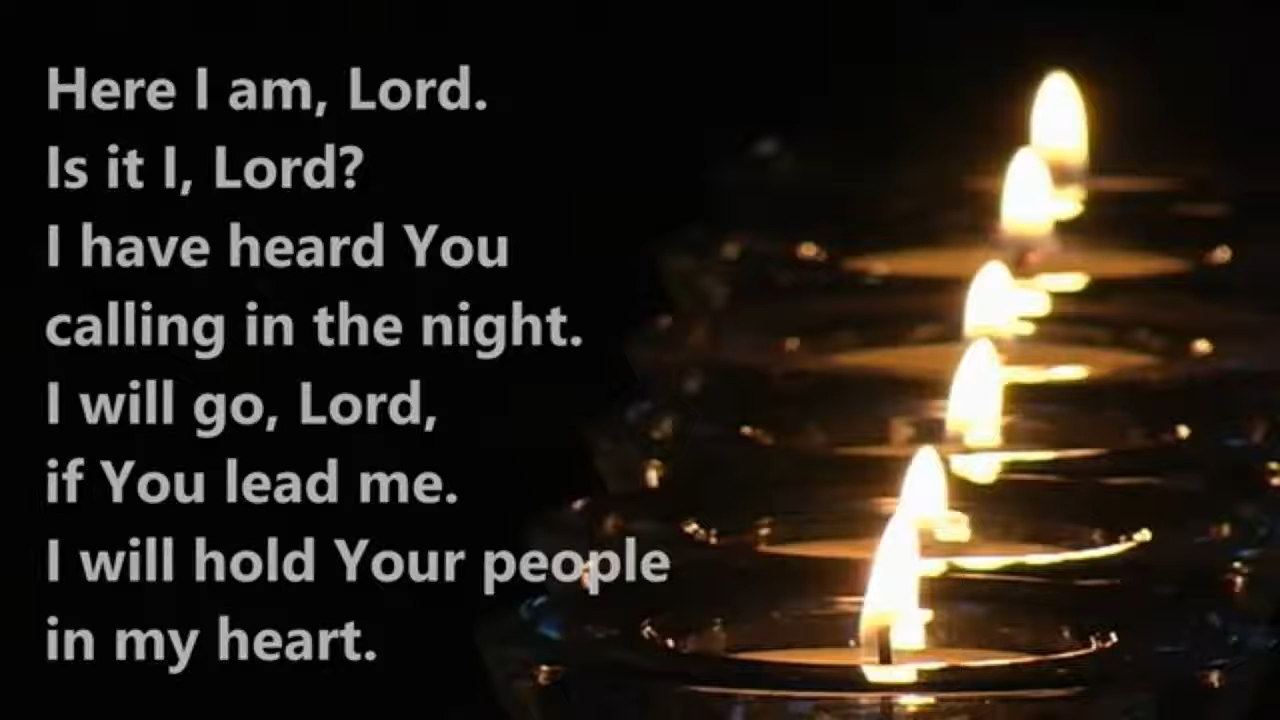 Here I am, Lord.
Is it I, Lord?
I have heard You
calling in the night.
I will go, Lord,
if You lead me.
I will hold Your people
in my heart.